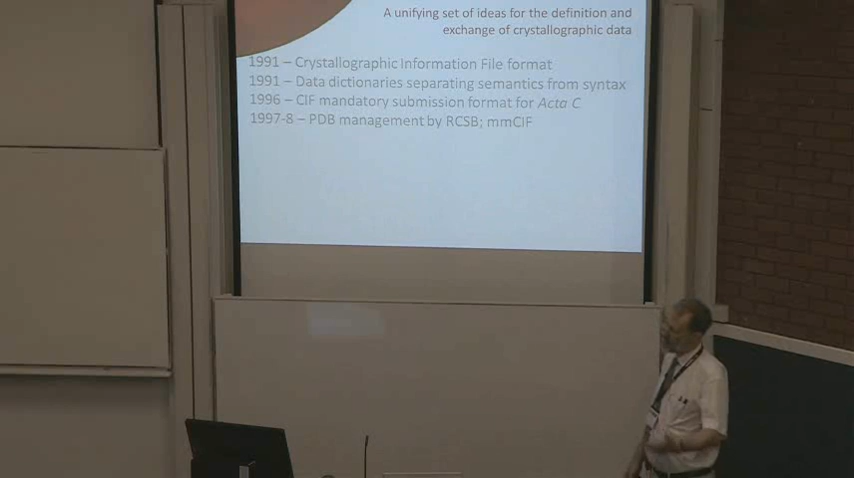 A unifying set of ideas for the definition and
exchange of crystallographic data
1991 – Crystallographic Information File format
1991 – Data dictionaries separating semantics from syntax
1996 – CIF mandatory submission format for Acta C
1997-8 – PDB management by RCSB; mmCIF